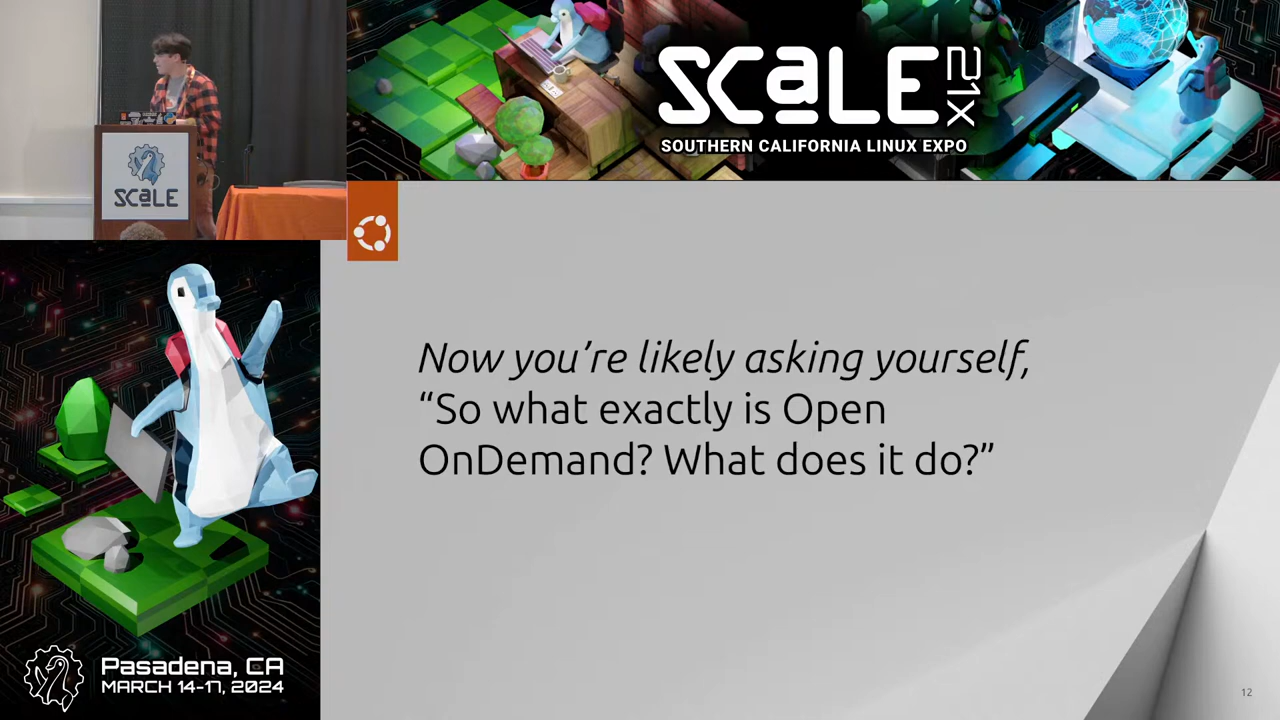 SCALE
21X
SOUTHERN CALIFORNIA LINUX EXPO
SCALE
Now you're likely asking yourself,
“So what exactly is Open
OnDemand? What does it do?”
Pasadena, CA
MARCH 14-17, 2024
12